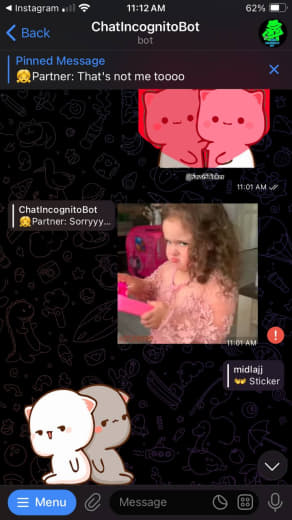 Instagram
11:12 AM
62%
Back
ChatIncognitoBot
bot
Pinned Message
Partner: That's not me toooo
11:01 AM
ChatIncognitoBot
Partner: Sorryyy...
11:01 AM
midlajj
Sticker
Menu
Message